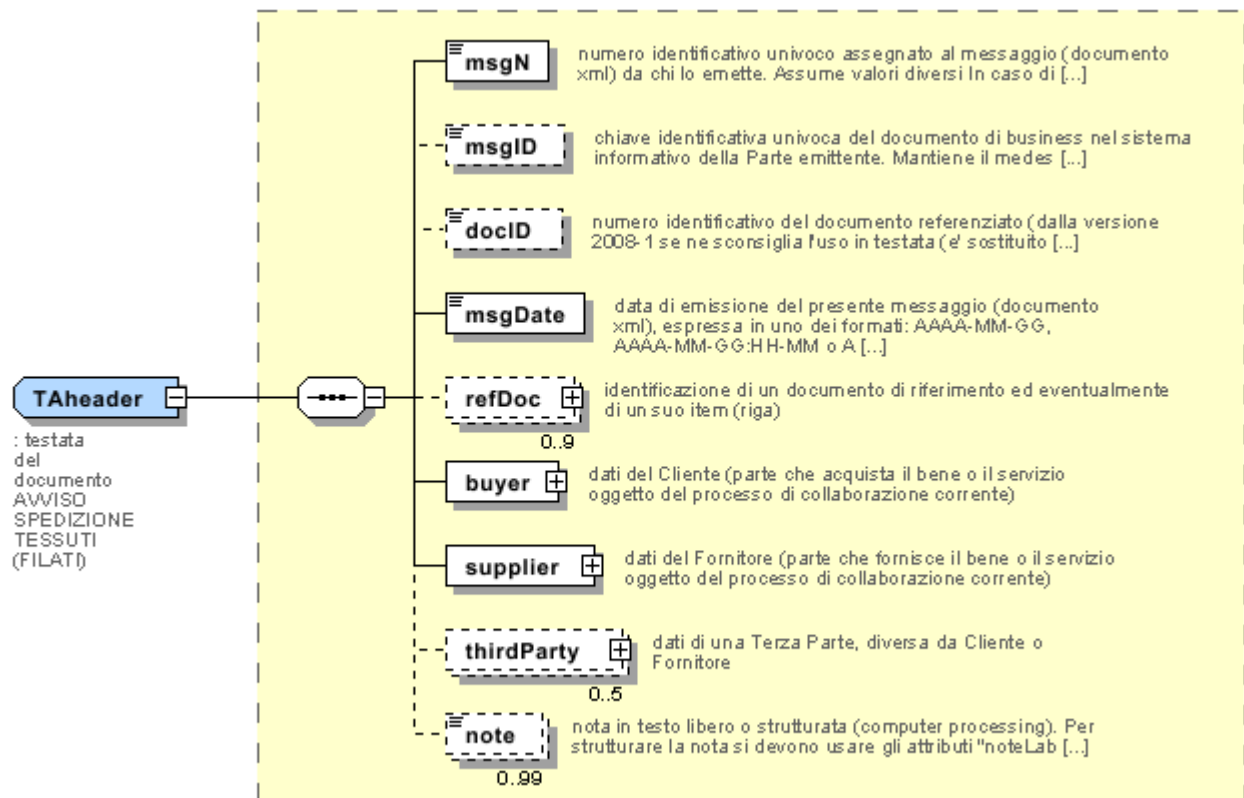 msgN
numero identificativo univoco assegnato al messaggio (documento
xml) da chi lo emette. Assume valori diversi In caso di [...]
msgID
chiave identificativa univoca del documento di business nel sistema
informativo della Parte emittente. Mantiene il medes [...]
docID
numero identificativo del documento referenziato (dalla versione
2008-1 se ne sconsiglia l'uso in testata (e' sostituito [...]
msgDate
data di emissione del presente messaggio (documento
xml), espressa in uno dei formati: AAAA-MM-GG,
AAAA-MM-GG:HH-MM o A [...]
TAheader
: testata
del
documento
AVVISO
SPEDIZIONE
TESSUTI
(FILATI)
refDoc
0..9
identificazione di un documento di riferimento ed eventualmente
di un suo item (riga)
buyer
dati del Cliente (parte che acquista il bene o il servizio
oggetto del processo di collaborazione corrente)
supplier
dati del Fornitore (parte che fornisce il bene o il servizio
oggetto del processo di collaborazione corrente)
thirdParty
0..5
dati di una Terza Parte, diversa da Cliente o
Fornitore
note
0..99
nota in testo libero o strutturata (computer processing). Per
strutturare la nota si devono usare gli attributi "noteLab [...]